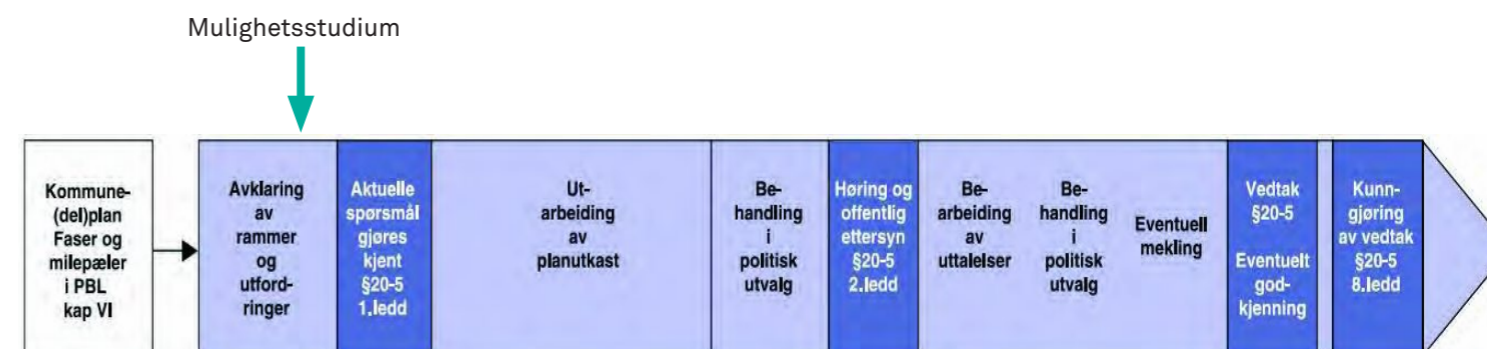 Mulighetsstudium
Kommune-
(del)plan
Faser og
milepæler
i PBL
kap VI
Avklaring
av
rammer
og
utford-
ringer
Aktuelle
spørsmål
gjøres
kjent
§20-5
1.ledd
Ut-
arbeiding
av
planutkast
Be-
handling
i
politisk
utvalg
Høring og
offentlig
ettersyn
§20-5
2.ledd
Be-
arbeiding
av
uttalelser
Be-
handling
i
politisk
utvalg
Eventuell
mekling
Vedtak
§20-5
Eventuelt
god-
kjenning
Kunn-
gjøring
av vedtak
§20-5
8.ledd